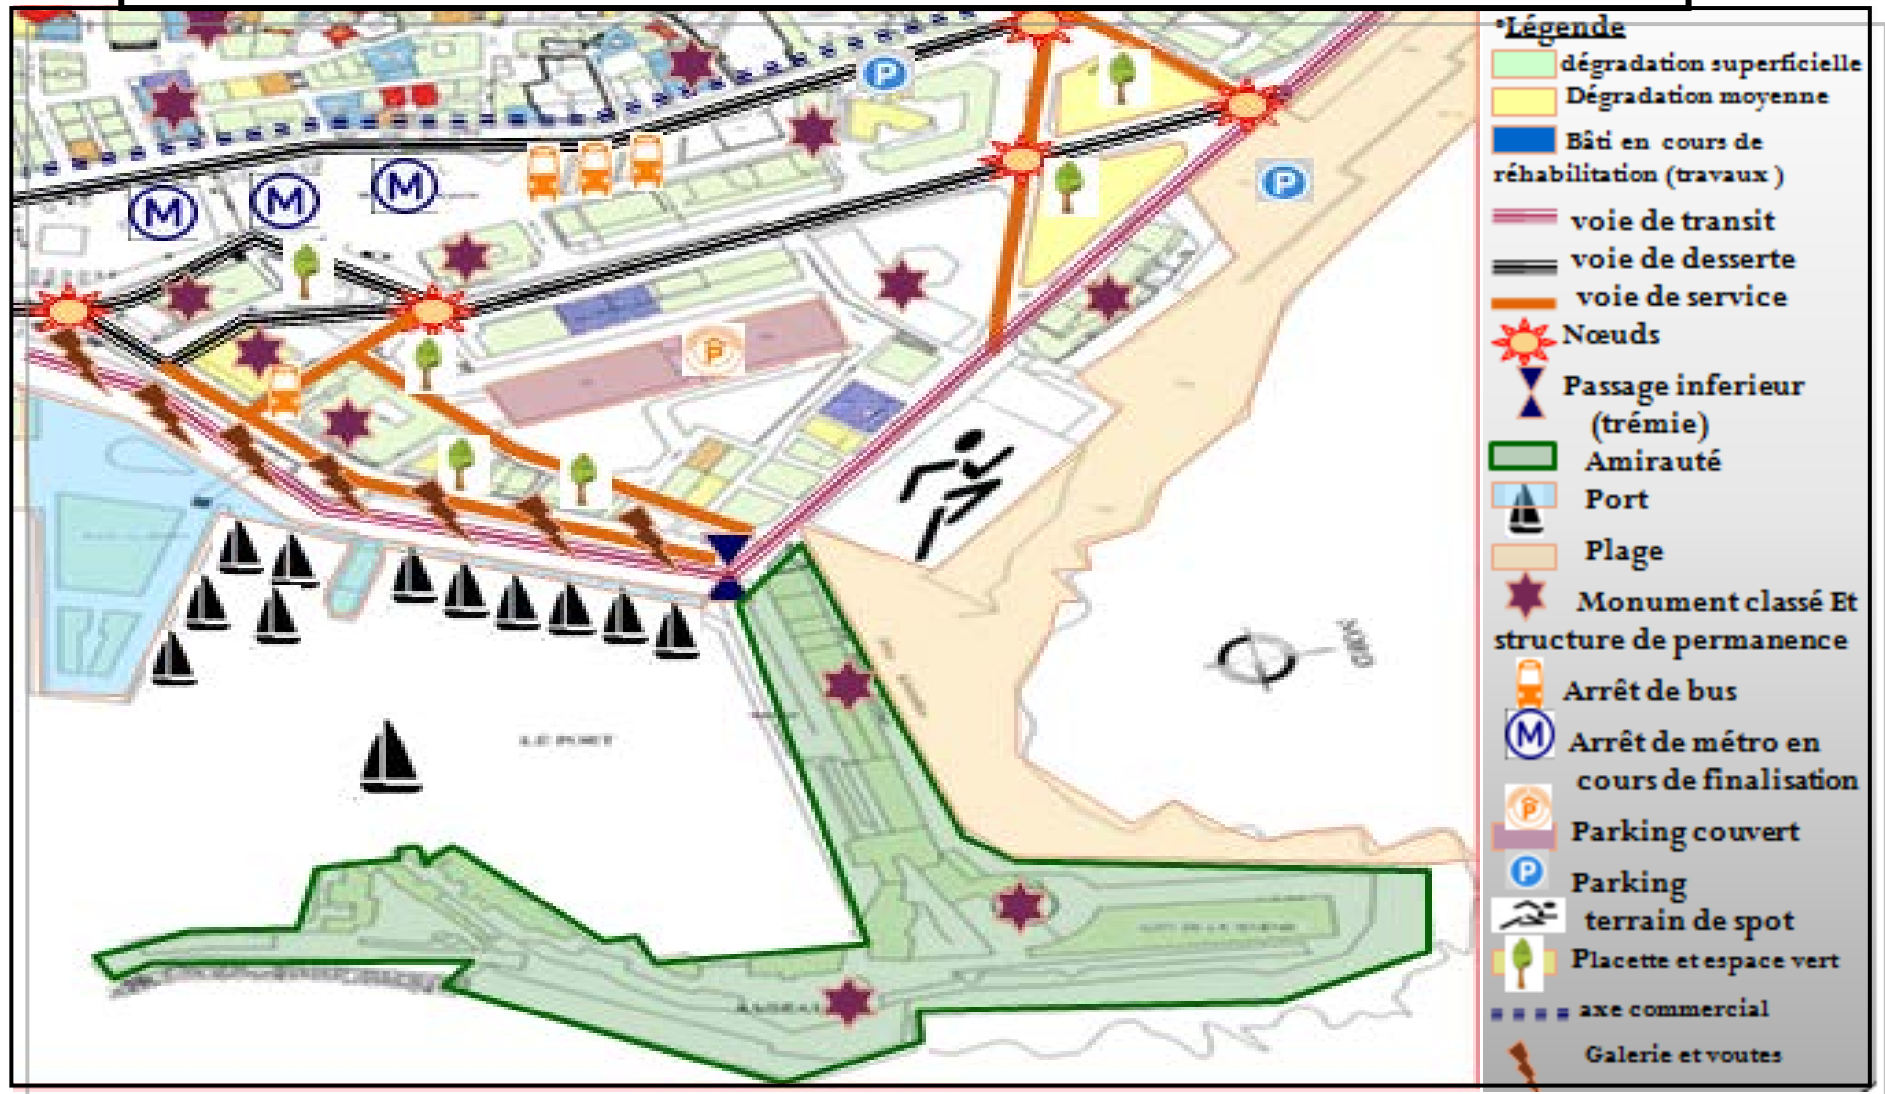 •Légende
dégradation superficielle
Dégradation moyenne
Bâti en cours de
réhabilitation (travaux )
voie de transit
voie de desserte
voie de service
Nœuds
Passage inferieur
(trémie)
Amirauté
Port
Plage
Monument classé Et
structure de permanence
Arrêt de bus
M
Arrêt de métro en
cours de finalisation
P
Parking couvert
P
Parking
terrain de spot
Placette et espace vert
axe commercial
Galerie et voutes
P
M
M
M
P
P
NORD
LE PORT